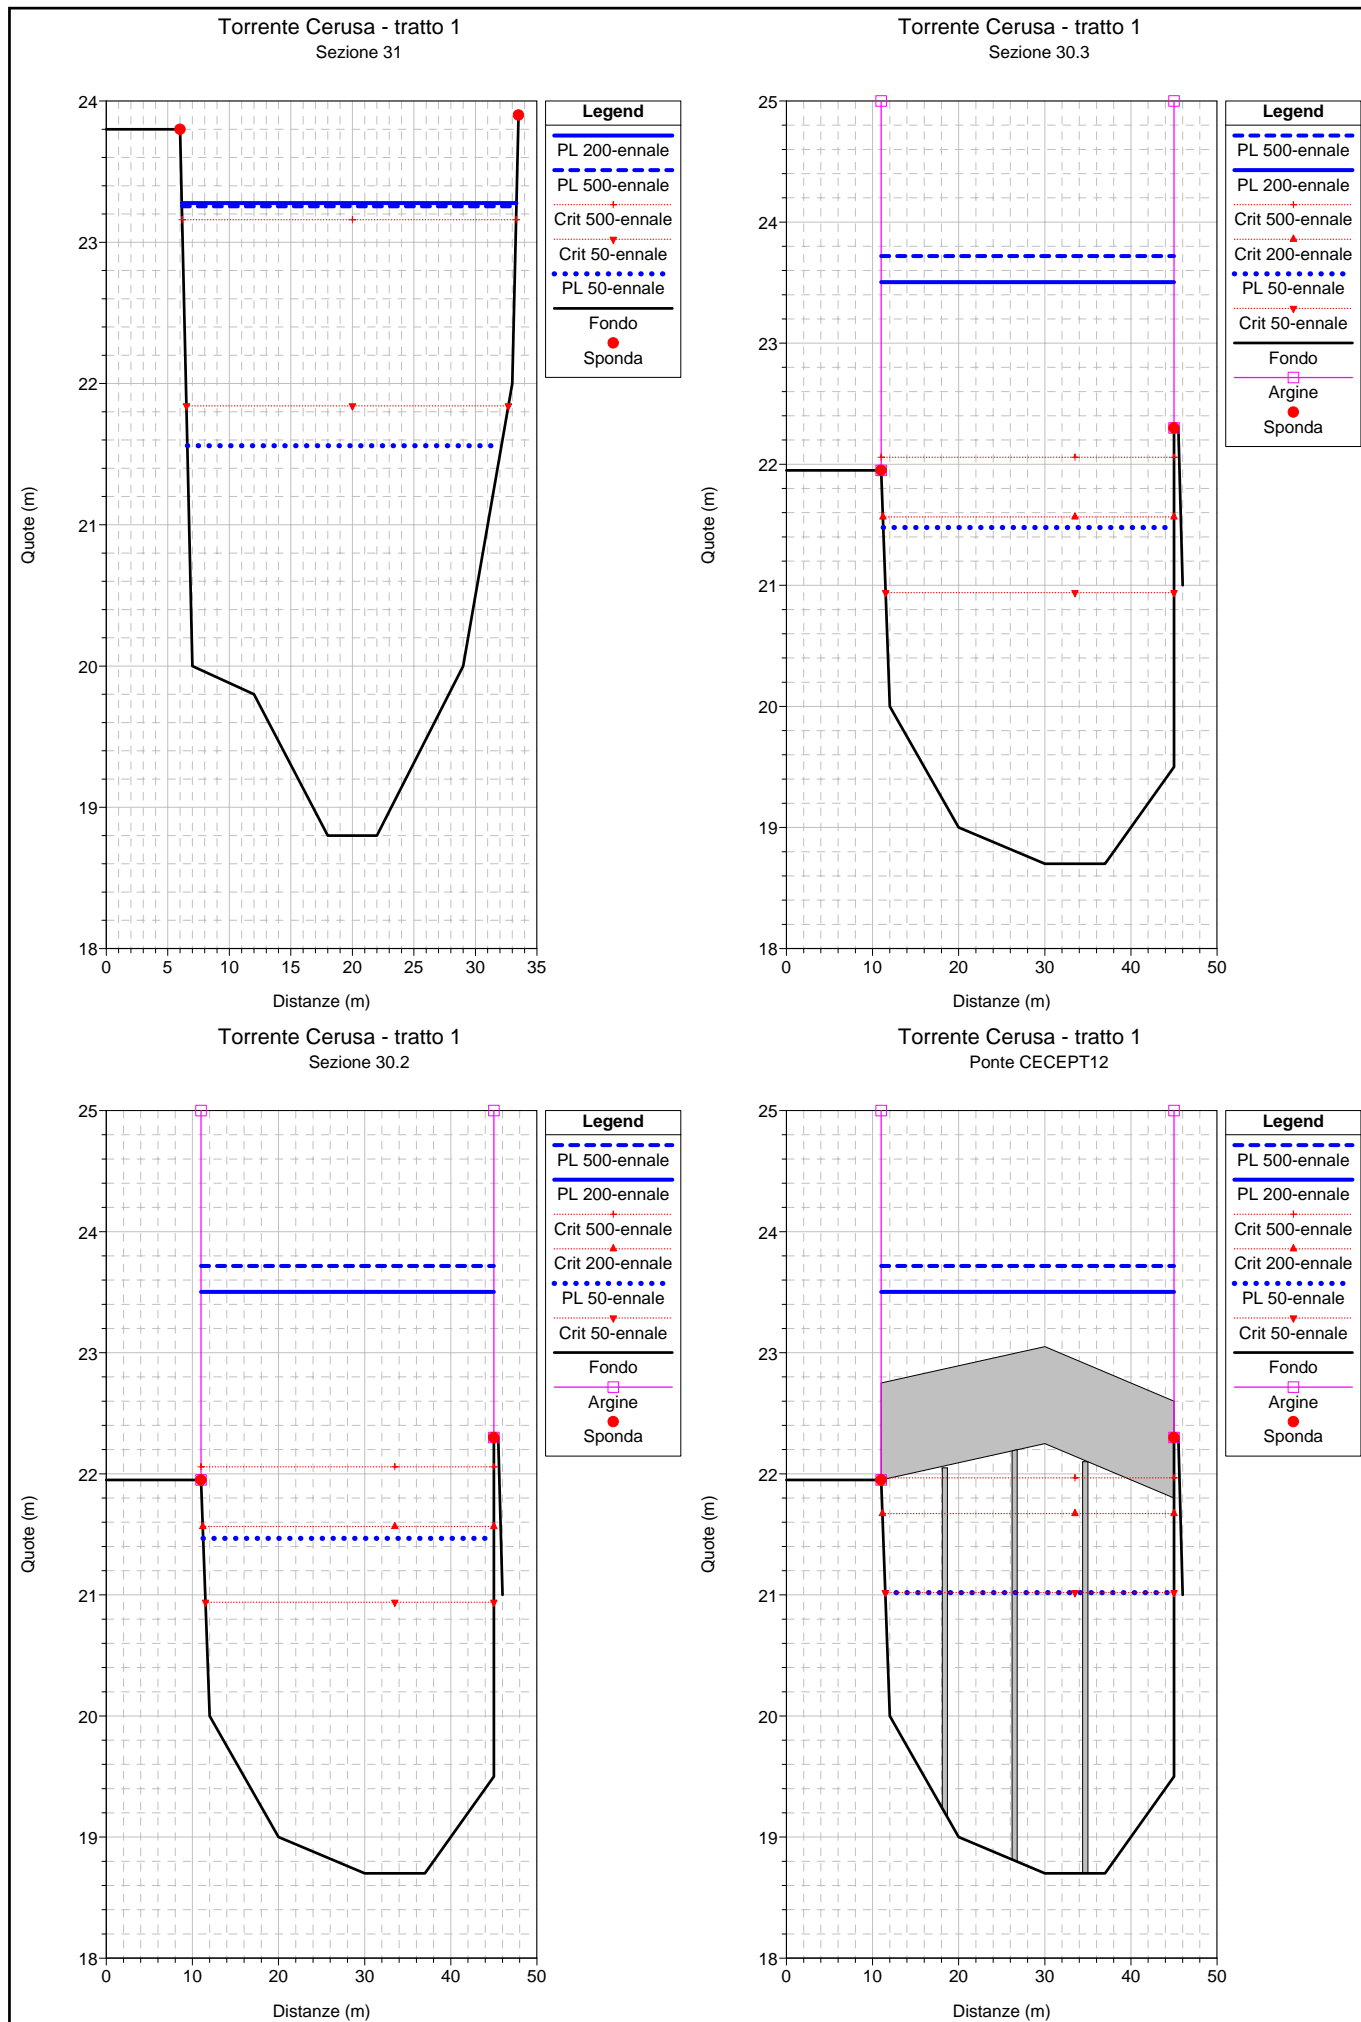 Torrente Cerusa - tratto 1
Sezione 31
24
23
22
21
20
19
18
Quote (m)
0 5 10 15 20 25 30 35
Distanze (m)
Legend
PL 200-ennale
PL 500-ennale
Crit 500-ennale
Crit 50-ennale
PL 50-ennale
Fondo
Sponda
Torrente Cerusa - tratto 1
Sezione 30.3
25
24
23
22
21
20
19
18
Quote (m)
0 10 20 30 40 50
Distanze (m)
Legend
PL 500-ennale
PL 200-ennale
Crit 500-ennale
Crit 200-ennale
PL 50-ennale
Crit 50-ennale
Fondo
Argine
Sponda
Torrente Cerusa - tratto 1
Sezione 30.2
25
24
23
22
21
20
19
18
Quote (m)
0 10 20 30 40 50
Distanze (m)
Legend
PL 500-ennale
PL 200-ennale
Crit 500-ennale
Crit 200-ennale
PL 50-ennale
Crit 50-ennale
Fondo
Argine
Sponda
Torrente Cerusa - tratto 1
Ponte CECEPT12
25
24
23
22
21
20
19
18
Quote (m)
0 10 20 30 40 50
Distanze (m)
Legend
PL 500-ennale
PL 200-ennale
Crit 500-ennale
Crit 200-ennale
PL 50-ennale
Crit 50-ennale
Fondo
Argine
Sponda